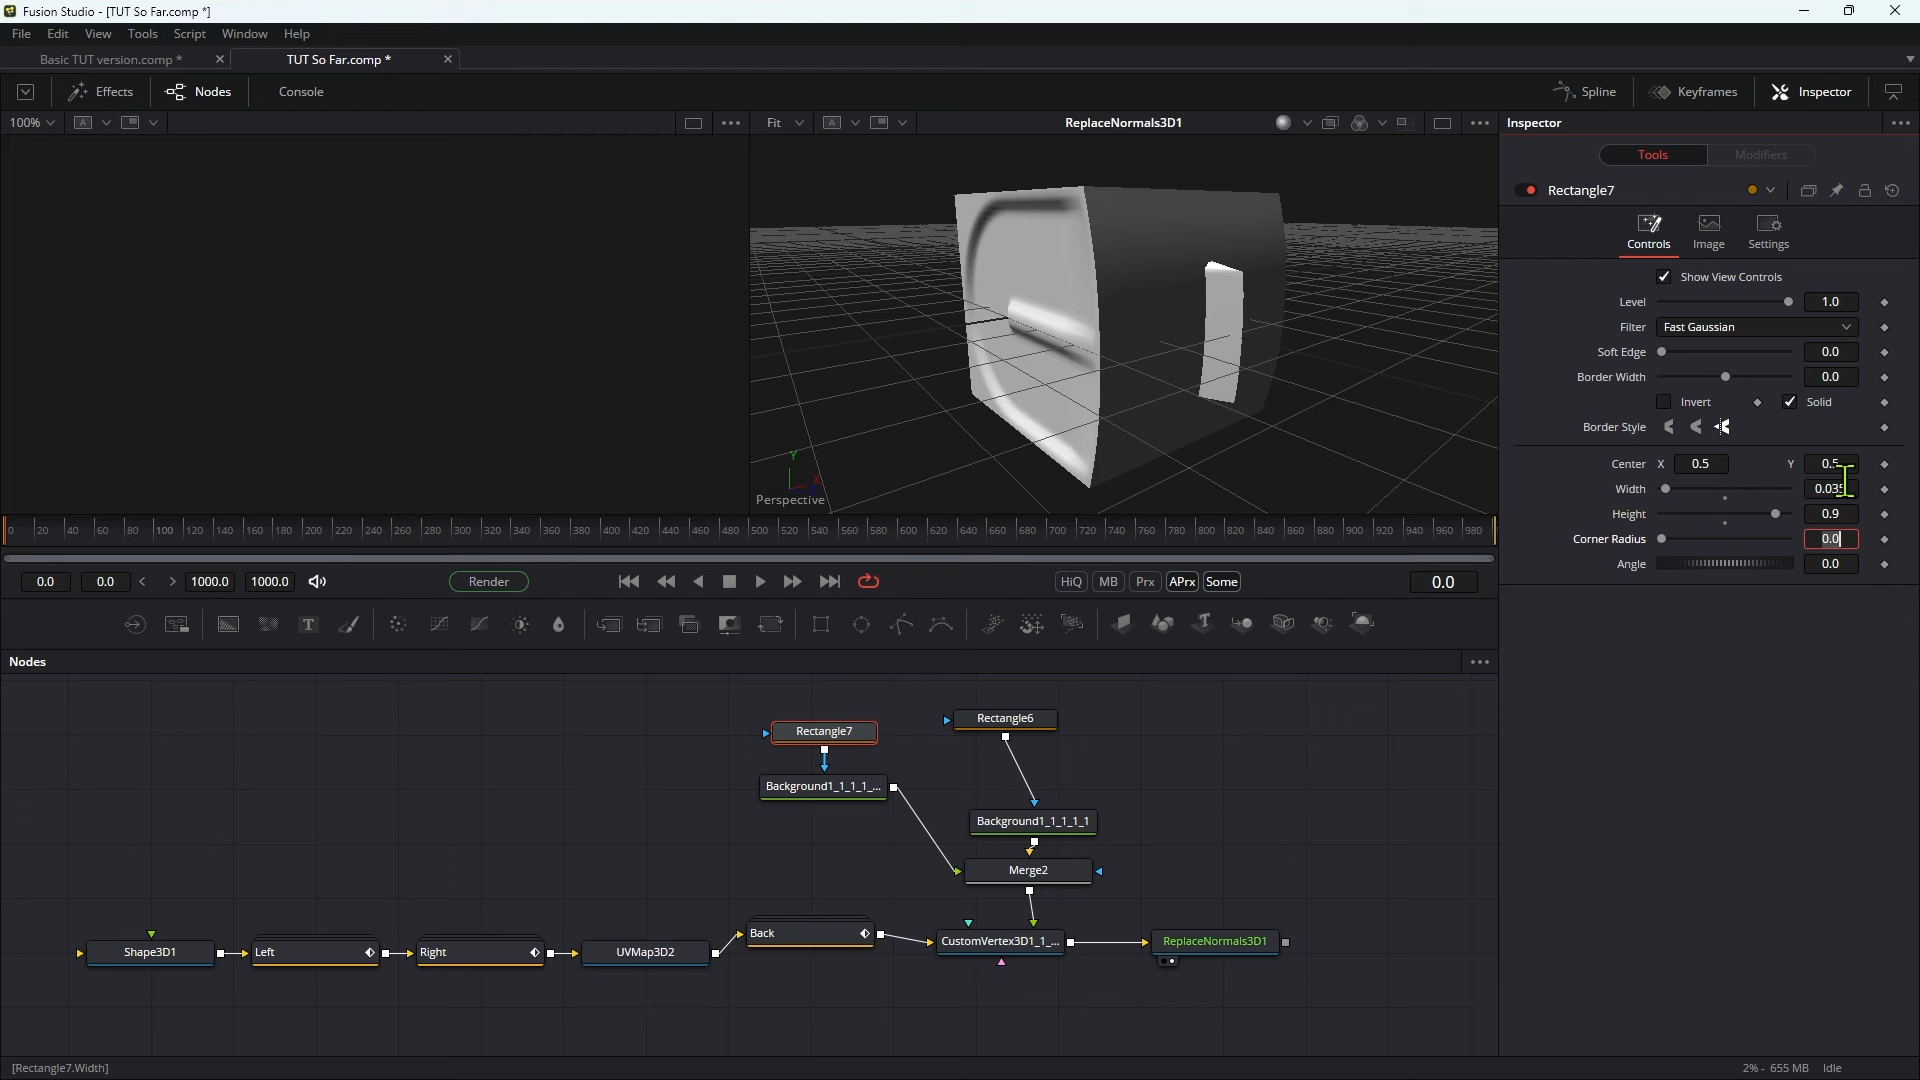 Fusion Studio - [TUT So Far.comp *]
File Edit View Tools Script Window Help
Basic TUT version.comp *
TUT So Far.comp *
Effects Nodes Console Spline Keyframes Inspector
100% A Fit A ReplaceNormals3D1 Inspector
Tools Modifiers
Rectangle7
Controls Image Settings
Show View Controls
Level 1.0
Filter Fast Gaussian
Soft Edge 0.0
Border Width 0.0
Invert Solid
Border Style
Center X 0.5 Y 0.5
Width
Height 0.9
Corner Radius 0.0
Angle 0.0
Y
X
Perspective
0 20 40 60 80 100 120 140 160 180 200 220 240 260 280 300 320 340 360 380 400 420 440 460 480 500 520 540 560 580 600 620 640 660 680 700 720 740 760 780 800 820 840 860 880 900 920 940 960 980
0.0 0.0 1000.0 1000.0 Render HiQ MB Prx APrx Some 0.0
T
Nodes
Rectangle7
Rectangle6
Background1_1_1_1_...
Background1_1_1_1_1
Merge2
Shape3D1
Left
Right
UVMap3D2
Back
CustomVertex3D1_1_...
ReplaceNormals3D1
[Rectangle7.Width]
2% - 655 MB Idle